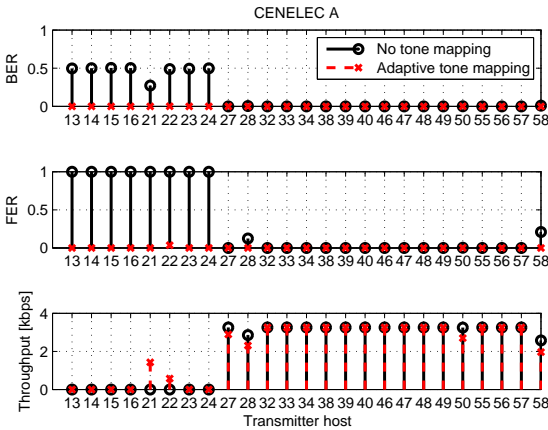 CENELEC A
BER
1
0.5
0
No tone mapping
Adaptive tone mapping
13 14 15 16 21 22 23 24 27 28 32 33 34 38 39 40 46 47 48 49 50 55 56 57 58
FER
1
0.5
0
13 14 15 16 21 22 23 24 27 28 32 33 34 38 39 40 46 47 48 49 50 55 56 57 58
Throughput [kbps]
4
2
0
13 14 15 16 21 22 23 24 27 28 32 33 34 38 39 40 46 47 48 49 50 55 56 57 58
Transmitter host